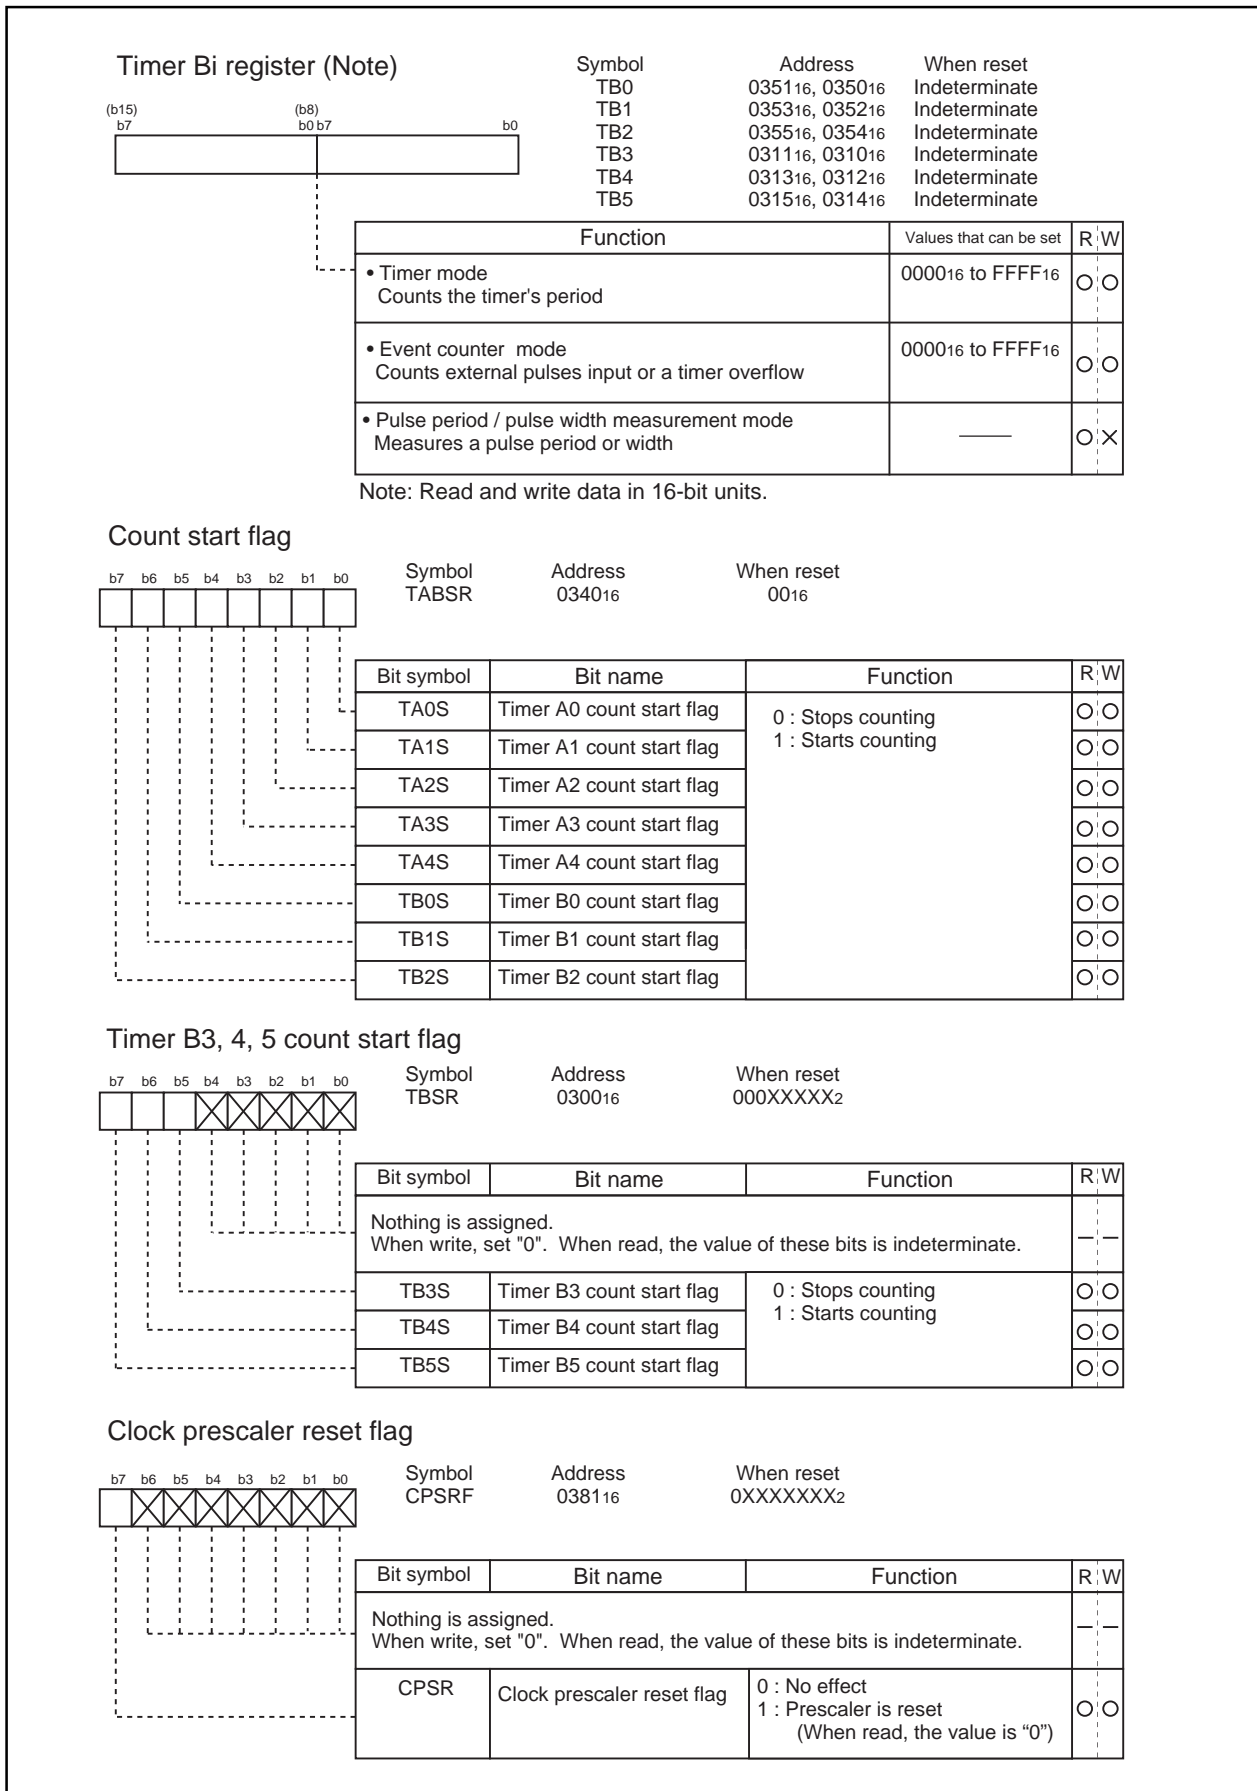 Timer Bi register (Note)
Symbol Address When reset
TB0 035116, 035016 Indeterminate
TB1 035316, 035216 Indeterminate
TB2 035516, 035416 Indeterminate
TB3 031116, 031016 Indeterminate
TB4 031316, 031216 Indeterminate
TB5 031516, 031416 Indeterminate
(b15) (b8)
b7 b0 b7 b0
Function Values that can be set R W
• Timer mode 000016 to FFFF16
Counts the timer's period
• Event counter mode 000016 to FFFF16
Counts external pulses input or a timer overflow
• Pulse period / pulse width measurement mode
Measures a pulse period or width
Note: Read and write data in 16-bit units.
Count start flag
b7 b6 b5 b4 b3 b2 b1 b0
Symbol Address When reset
TABSR 034016 0016
Bit symbol Bit name Function R W
TA0S Timer A0 count start flag 0 : Stops counting
1 : Starts counting
TA1S Timer A1 count start flag
TA2S Timer A2 count start flag
TA3S Timer A3 count start flag
TA4S Timer A4 count start flag
TB0S Timer B0 count start flag
TB1S Timer B1 count start flag
TB2S Timer B2 count start flag
Timer B3, 4, 5 count start flag
b7 b6 b5 b4 b3 b2 b1 b0
Symbol Address When reset
TBSR 030016 000XXXXX2
Bit symbol Bit name Function R W
Nothing is assigned.
When write, set "0". When read, the value of these bits is indeterminate.
TB3S Timer B3 count start flag 0 : Stops counting
1 : Starts counting
TB4S Timer B4 count start flag
TB5S Timer B5 count start flag
Clock prescaler reset flag
b7 b6 b5 b4 b3 b2 b1 b0
Symbol Address When reset
CPSRF 038116 0XXXXXXX2
Bit symbol Bit name Function R W
Nothing is assigned.
When write, set "0". When read, the value of these bits is indeterminate.
CPSR Clock prescaler reset flag 0 : No effect
1 : Prescaler is reset
(When read, the value is “0”)